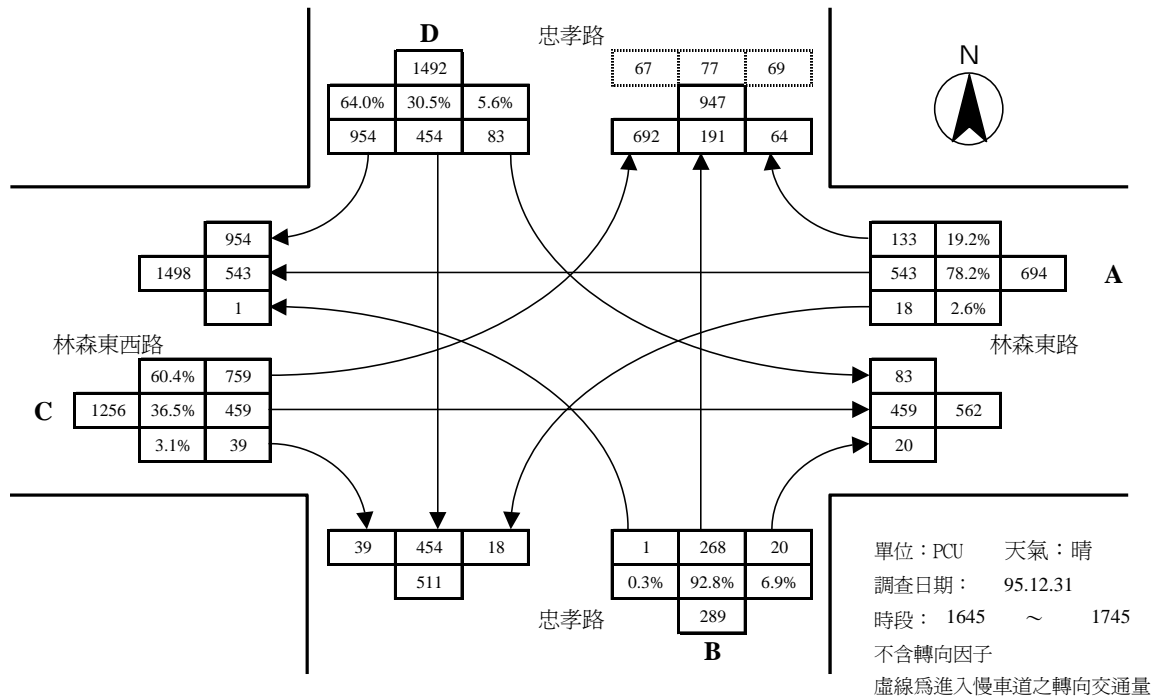 D 忠孝路
1492 67 77 69 N
64.0% 30.5% 5.6% 947
954 454 83 692 191 64
954 133 19.2%
1498 543 543 78.2% 694 A
1 18 2.6%
林森東西路 林森東路
60.4% 759 83
C 1256 36.5% 459 459 562
3.1% 39 20
39 454 18 1 268 20 單位：PCU 天氣：晴
511 0.3% 92.8% 6.9% 調查日期： 95.12.31
忠孝路 289 時段： 1645 ～ 1745
B 不含轉向因子
虛線為進入慢車道之轉向交通量